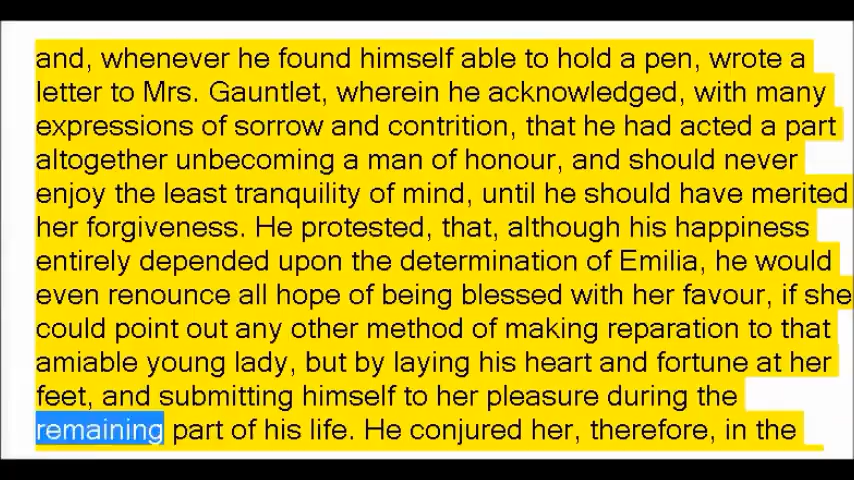 and, whenever he found himself able to hold a pen, wrote a
letter to Mrs. Gauntlet, wherein he acknowledged, with many
expressions of sorrow and contrition, that he had acted a part
altogether unbecoming a man of honour, and should never
enjoy the least tranquility of mind, until he should have merited
her forgiveness. He protested, that, although his happiness
entirely depended upon the determination of Emilia, he would
even renounce all hope of being blessed with her favour, if she
could point out any other method of making reparation to that
amiable young lady, but by laying his heart and fortune at her
feet, and submitting himself to her pleasure during the
remaining part of his life. He conjured her, therefore, in the